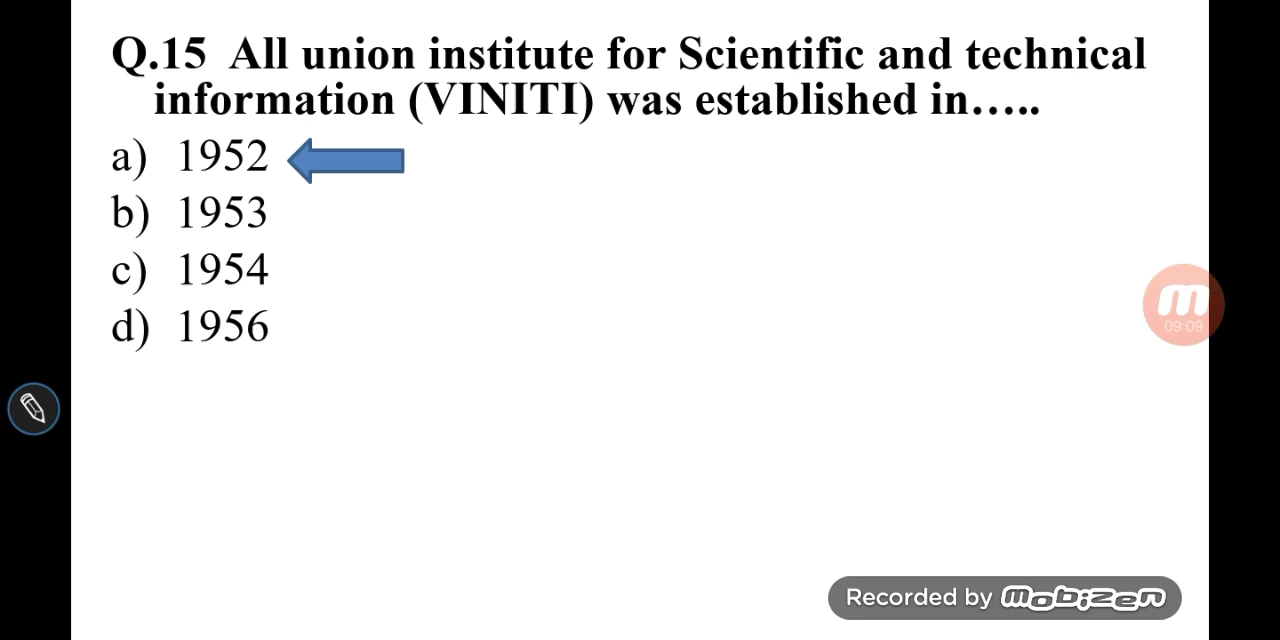 Q.15 All union institute for Scientific and technical
information (VINITI) was established in…..
a) 1952
b) 1953
c) 1954
d) 1956
m
09:09
Recorded by mobizen